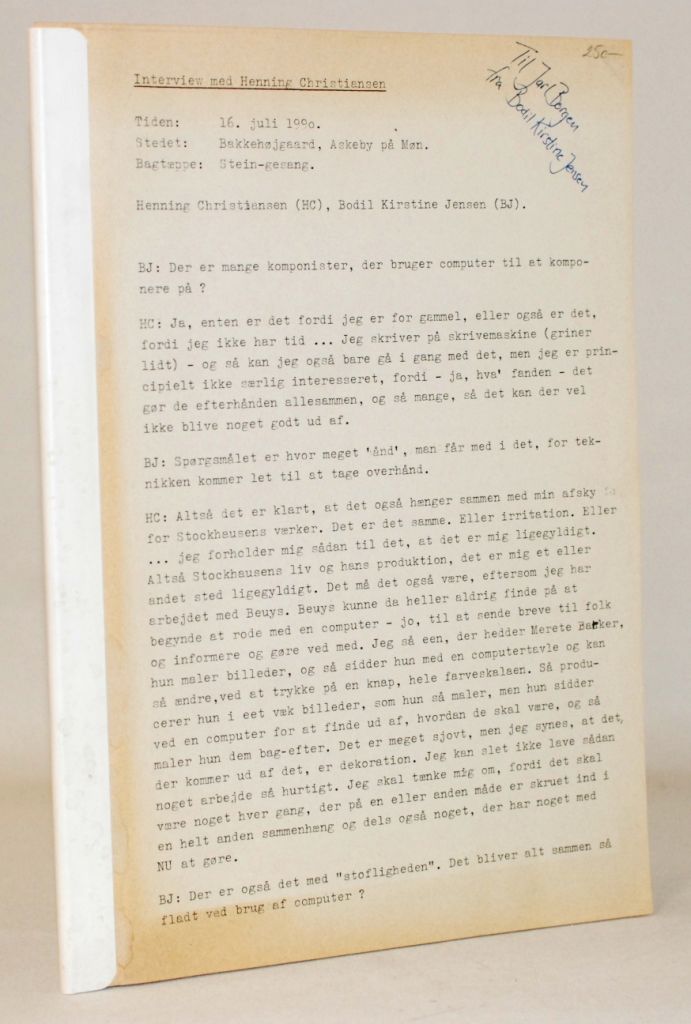 250-
Til Jørl Borgen
fra Bodil Kirstine Jensen
Interview med Henning Christiansen
Tiden: 16. juli 1990.
Stedet: Bakkehøjgaard, Askeby på Møn.
Bagtæppe: Stein-gesang.
Henning Christiansen (HC), Bodil Kirstine Jensen (BJ).
BJ: Der er mange komponister, der bruger computer til at kompo-
nere på ?
HC: Ja, enten er det fordi jeg er for gammel, eller også er det,
fordi jeg ikke har tid ... Jeg skriver på skrivemaskine (griner
lidt) - og så kan jeg også bare gå i gang med det, men jeg er prin-
cipielt ikke særlig interesseret, fordi - ja, hva' fanden - det
gør de efterhånden allesammen, og så mange, så det kan der vel
ikke blive noget godt ud af.
BJ: Spørgsmålet er hvor meget 'ånd', man får med i det, for tek-
nikken kommer let til at tage overhånd.
HC: Altså det er klart, at det også hænger sammen med min afsky
for Stockhausens værker. Det er det samme. Eller irritation. Eller
... jeg forholder mig sådan til det, at det er mig ligegyldigt.
Altså Stockhausens liv og hans produktion, det er mig et eller
andet sted ligegyldigt. Det må det også være, eftersom jeg har
arbejdet med Beuys. Beuys kunne da heller aldrig finde på at
begynde at rode med en computer - jo, til at sende breve til folk
og informere og gøre ved med. Jeg så een, der hedder Merete Barker,
hun maler billeder, og så sidder hun med en computertavle og kan
så ændre,ved at trykke på en knap, hele farveskalaen. Så produ-
cerer hun i eet væk billeder, som hun så maler, men hun sidder
ved en computer for at finde ud af, hvordan de skal være, og så
maler hun dem bag-efter. Det er meget sjovt, men jeg synes, at det,
der kommer ud af det, er dekoration. Jeg kan slet ikke lave sådan
noget arbejde så hurtigt. Jeg skal tænke mig om, fordi det skal
være noget hver gang, der på en eller anden måde er skruet ind i
en helt anden sammenhæng og dels også noget, der har noget med
NU at gøre.
BJ: Der er også det med "stofligheden". Det bliver alt sammen så
fladt ved brug af computer ?